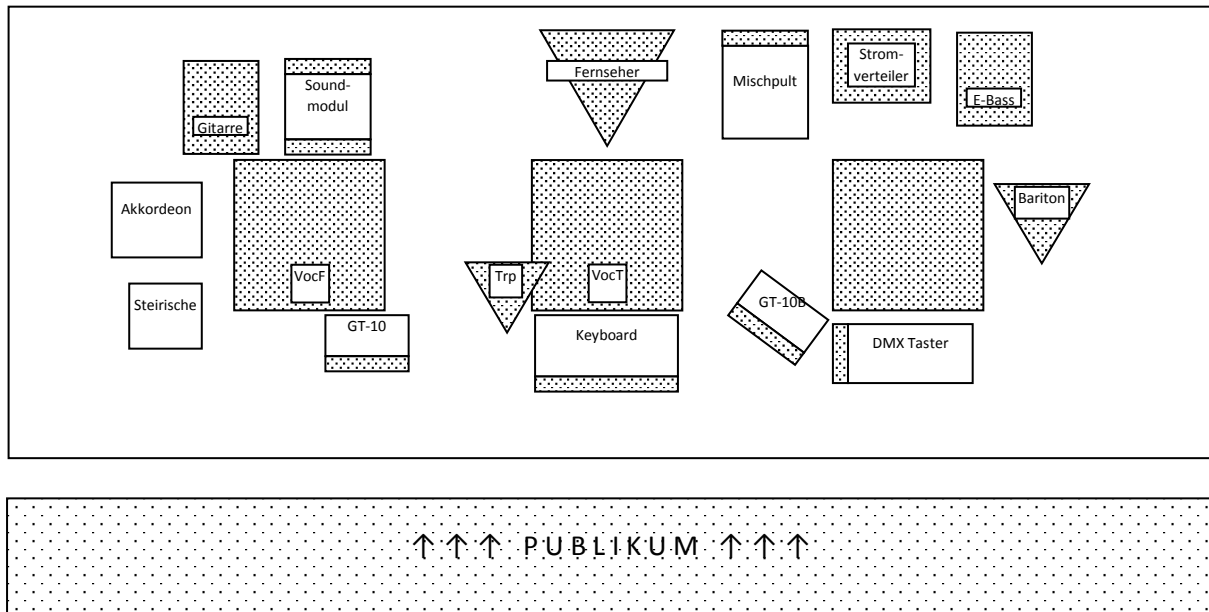 Fernseher
Strom-
verteiler
Sound-
modul
Mischpult
E-Bass
Gitarre
Akkordeon
Bariton
VocF
Trp
VocT
Steirische
GT-10B
GT-10
Keyboard
DMX Taster
↑ ↑ ↑ PUBLIKUM ↑ ↑ ↑